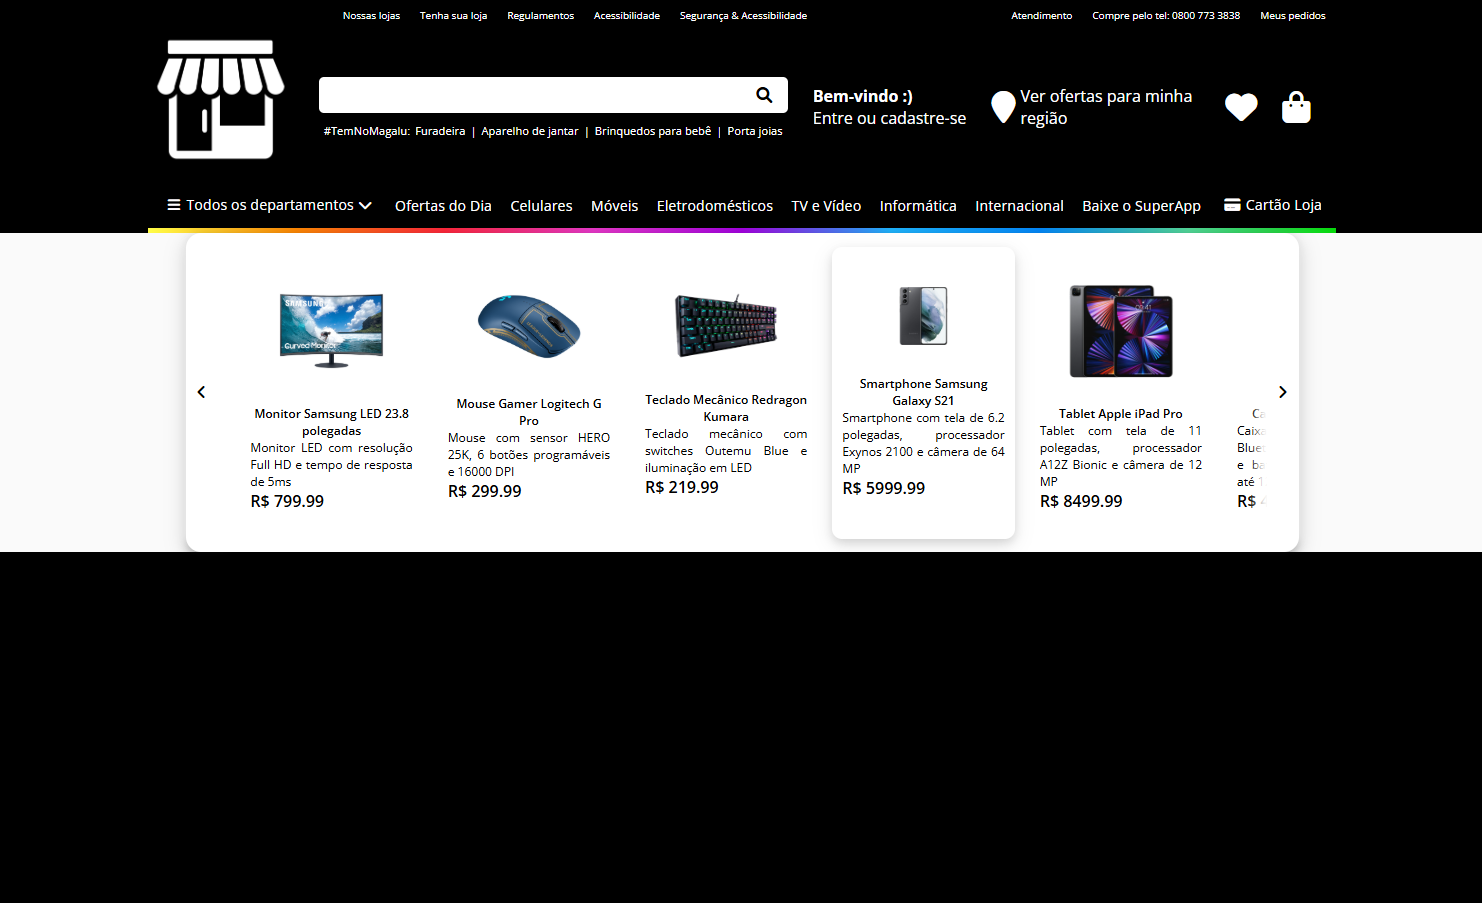 Nossas lojas Tenha sua loja Regulamentos Acessibilidade Segurança & Acessibilidade Atendimento Compre pelo tel: 0800 773 3838 Meus pedidos
Bem-vindo :)
Entre ou cadastre-se
Ver ofertas para minha
região
#TemNoMagalu: Furadeira | Aparelho de jantar | Brinquedos para bebê | Porta joias
Todos os departamentos Ofertas do Dia Celulares Móveis Eletrodomésticos TV e Vídeo Informática Internacional Baixe o SuperApp Cartão Loja
SAMSUNG
Curved Monitor
Monitor Samsung LED 23.8
polegadas
Monitor LED com resolução
Full HD e tempo de resposta
de 5ms
R$ 799.99
Mouse Gamer Logitech G
Pro
Mouse com sensor HERO
25K, 6 botões programáveis
e 16000 DPI
R$ 299.99
Teclado Mecânico Redragon
Kumara
Teclado mecânico com
switches Outemu Blue e
iluminação em LED
R$ 219.99
Smartphone Samsung
Galaxy S21
Smartphone com tela de 6.2
polegadas, processador
Exynos 2100 e câmera de 64
MP
R$ 5999.99
09:41
Tablet Apple iPad Pro
Tablet com tela de 11
polegadas, processador
A12Z Bionic e câmera de 12
MP
R$ 8499.99
Ca
Caixa
Blue
e ba
até 1
R$ 4